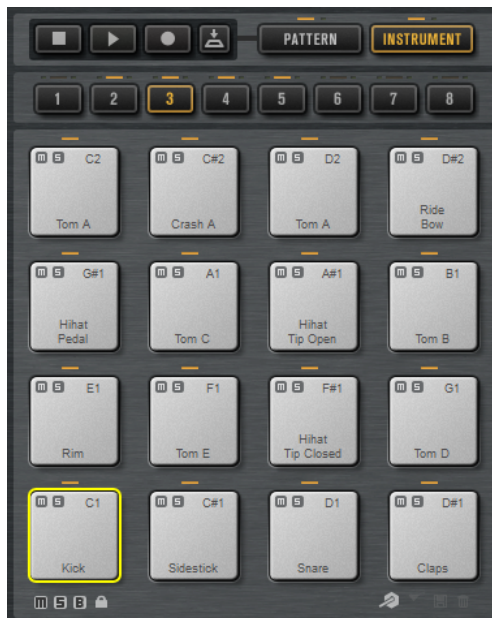 PATTERN INSTRUMENT
1 2 3 4 5 6 7 8
M S C2 M S C#2 M S D2 M S D#2
Tom A Crash A Tom A Ride
Bow
M S G#1 M S A1 M S A#1 M S B1
Hihat
Pedal Tom C Hihat
Tip Open Tom B
M S E1 M S F1 M S F#1 M S G1
Rim Tom E Hihat
Tip Closed Tom D
M S C1 M S C#1 M S D1 M S D#1
Kick Sidestick Snare Claps
M S B